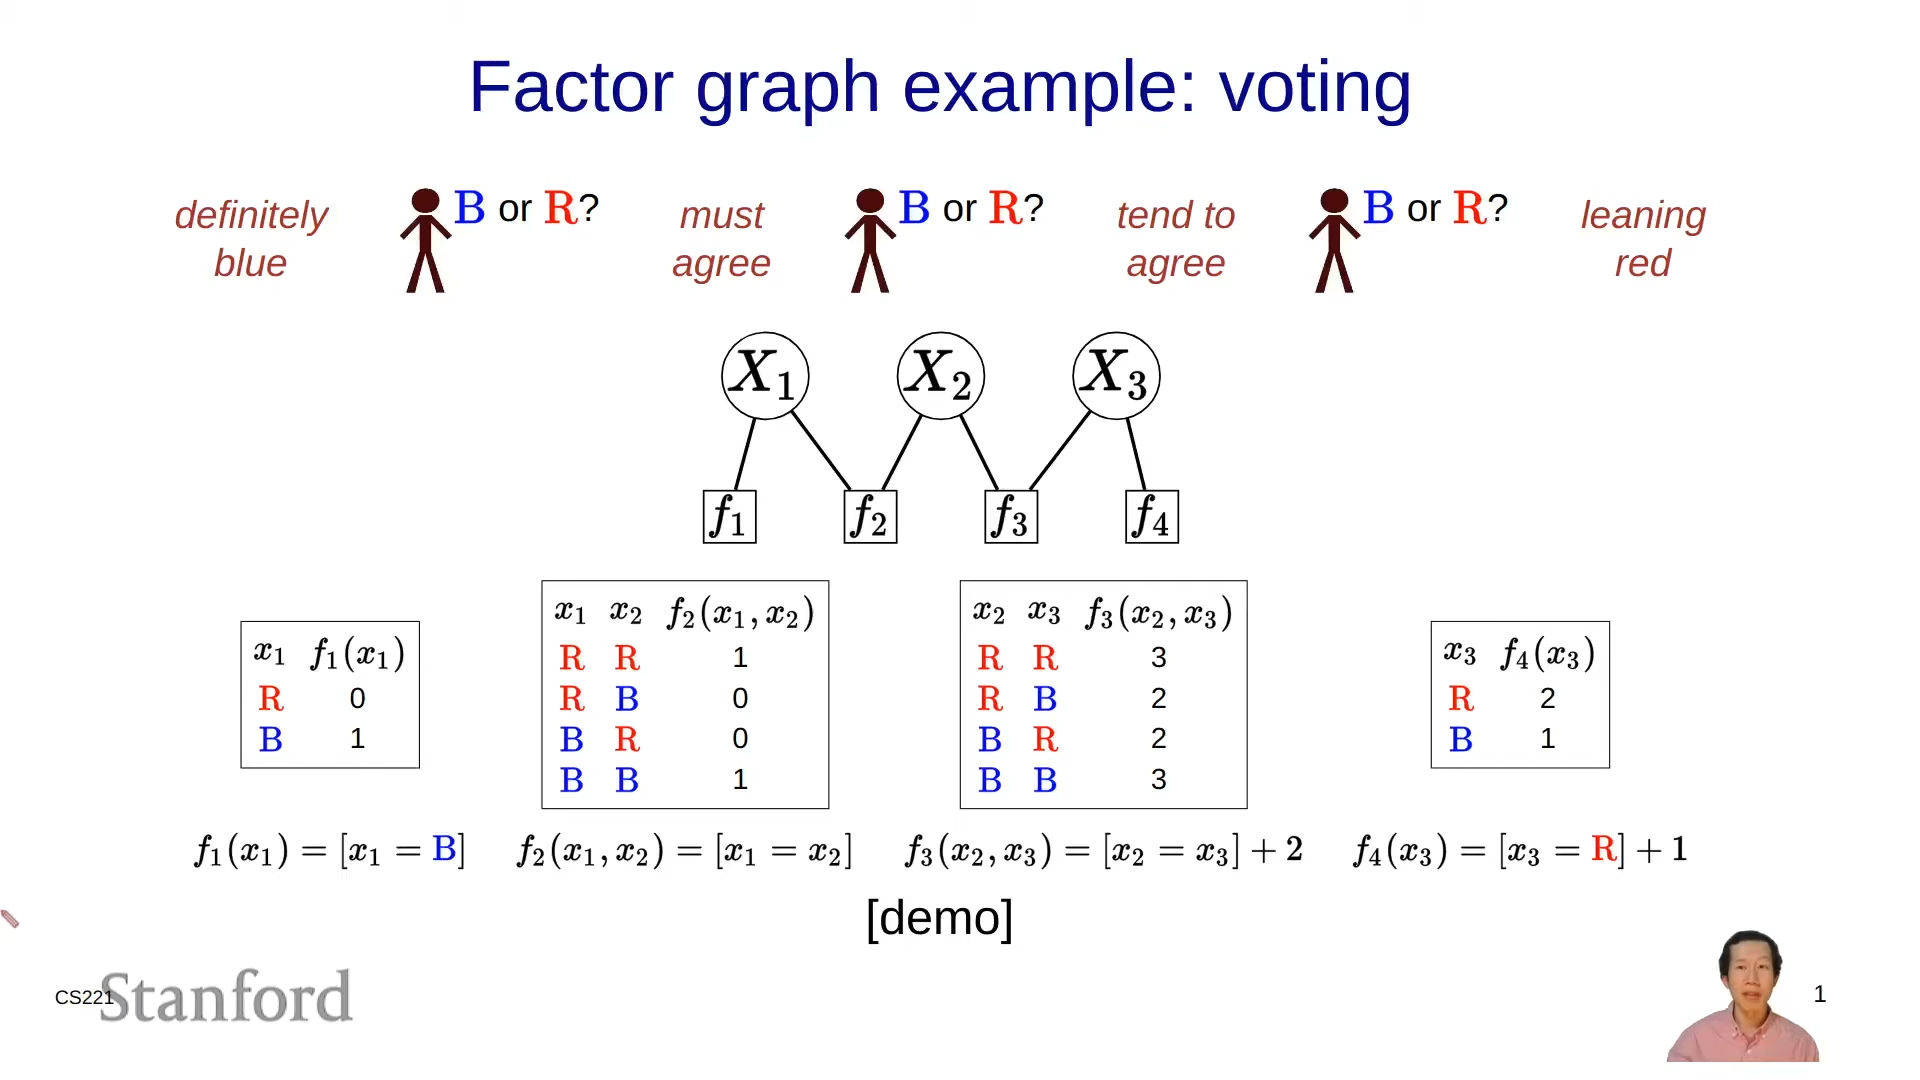 Factor graph example: voting
definitely blue
B or R?
must agree
B or R?
tend to agree
B or R?
leaning red
X₁ X₂ X₃
f₁ f₂ f₃ f₄
x₁ f₁(x₁)
R 0
B 1
x₁ x₂ f₂(x₁, x₂)
R R 1
R B 0
B R 0
B B 1
x₂ x₃ f₃(x₂, x₃)
R R 3
R B 2
B R 2
B B 3
x₃ f₄(x₃)
R 2
B 1
f₁(x₁) = [x₁ = B]
f₂(x₁, x₂) = [x₁ = x₂]
f₃(x₂, x₃) = [x₂ = x₃] + 2
f₄(x₃) = [x₃ = R] + 1
[demo]
CS221
Stanford
1